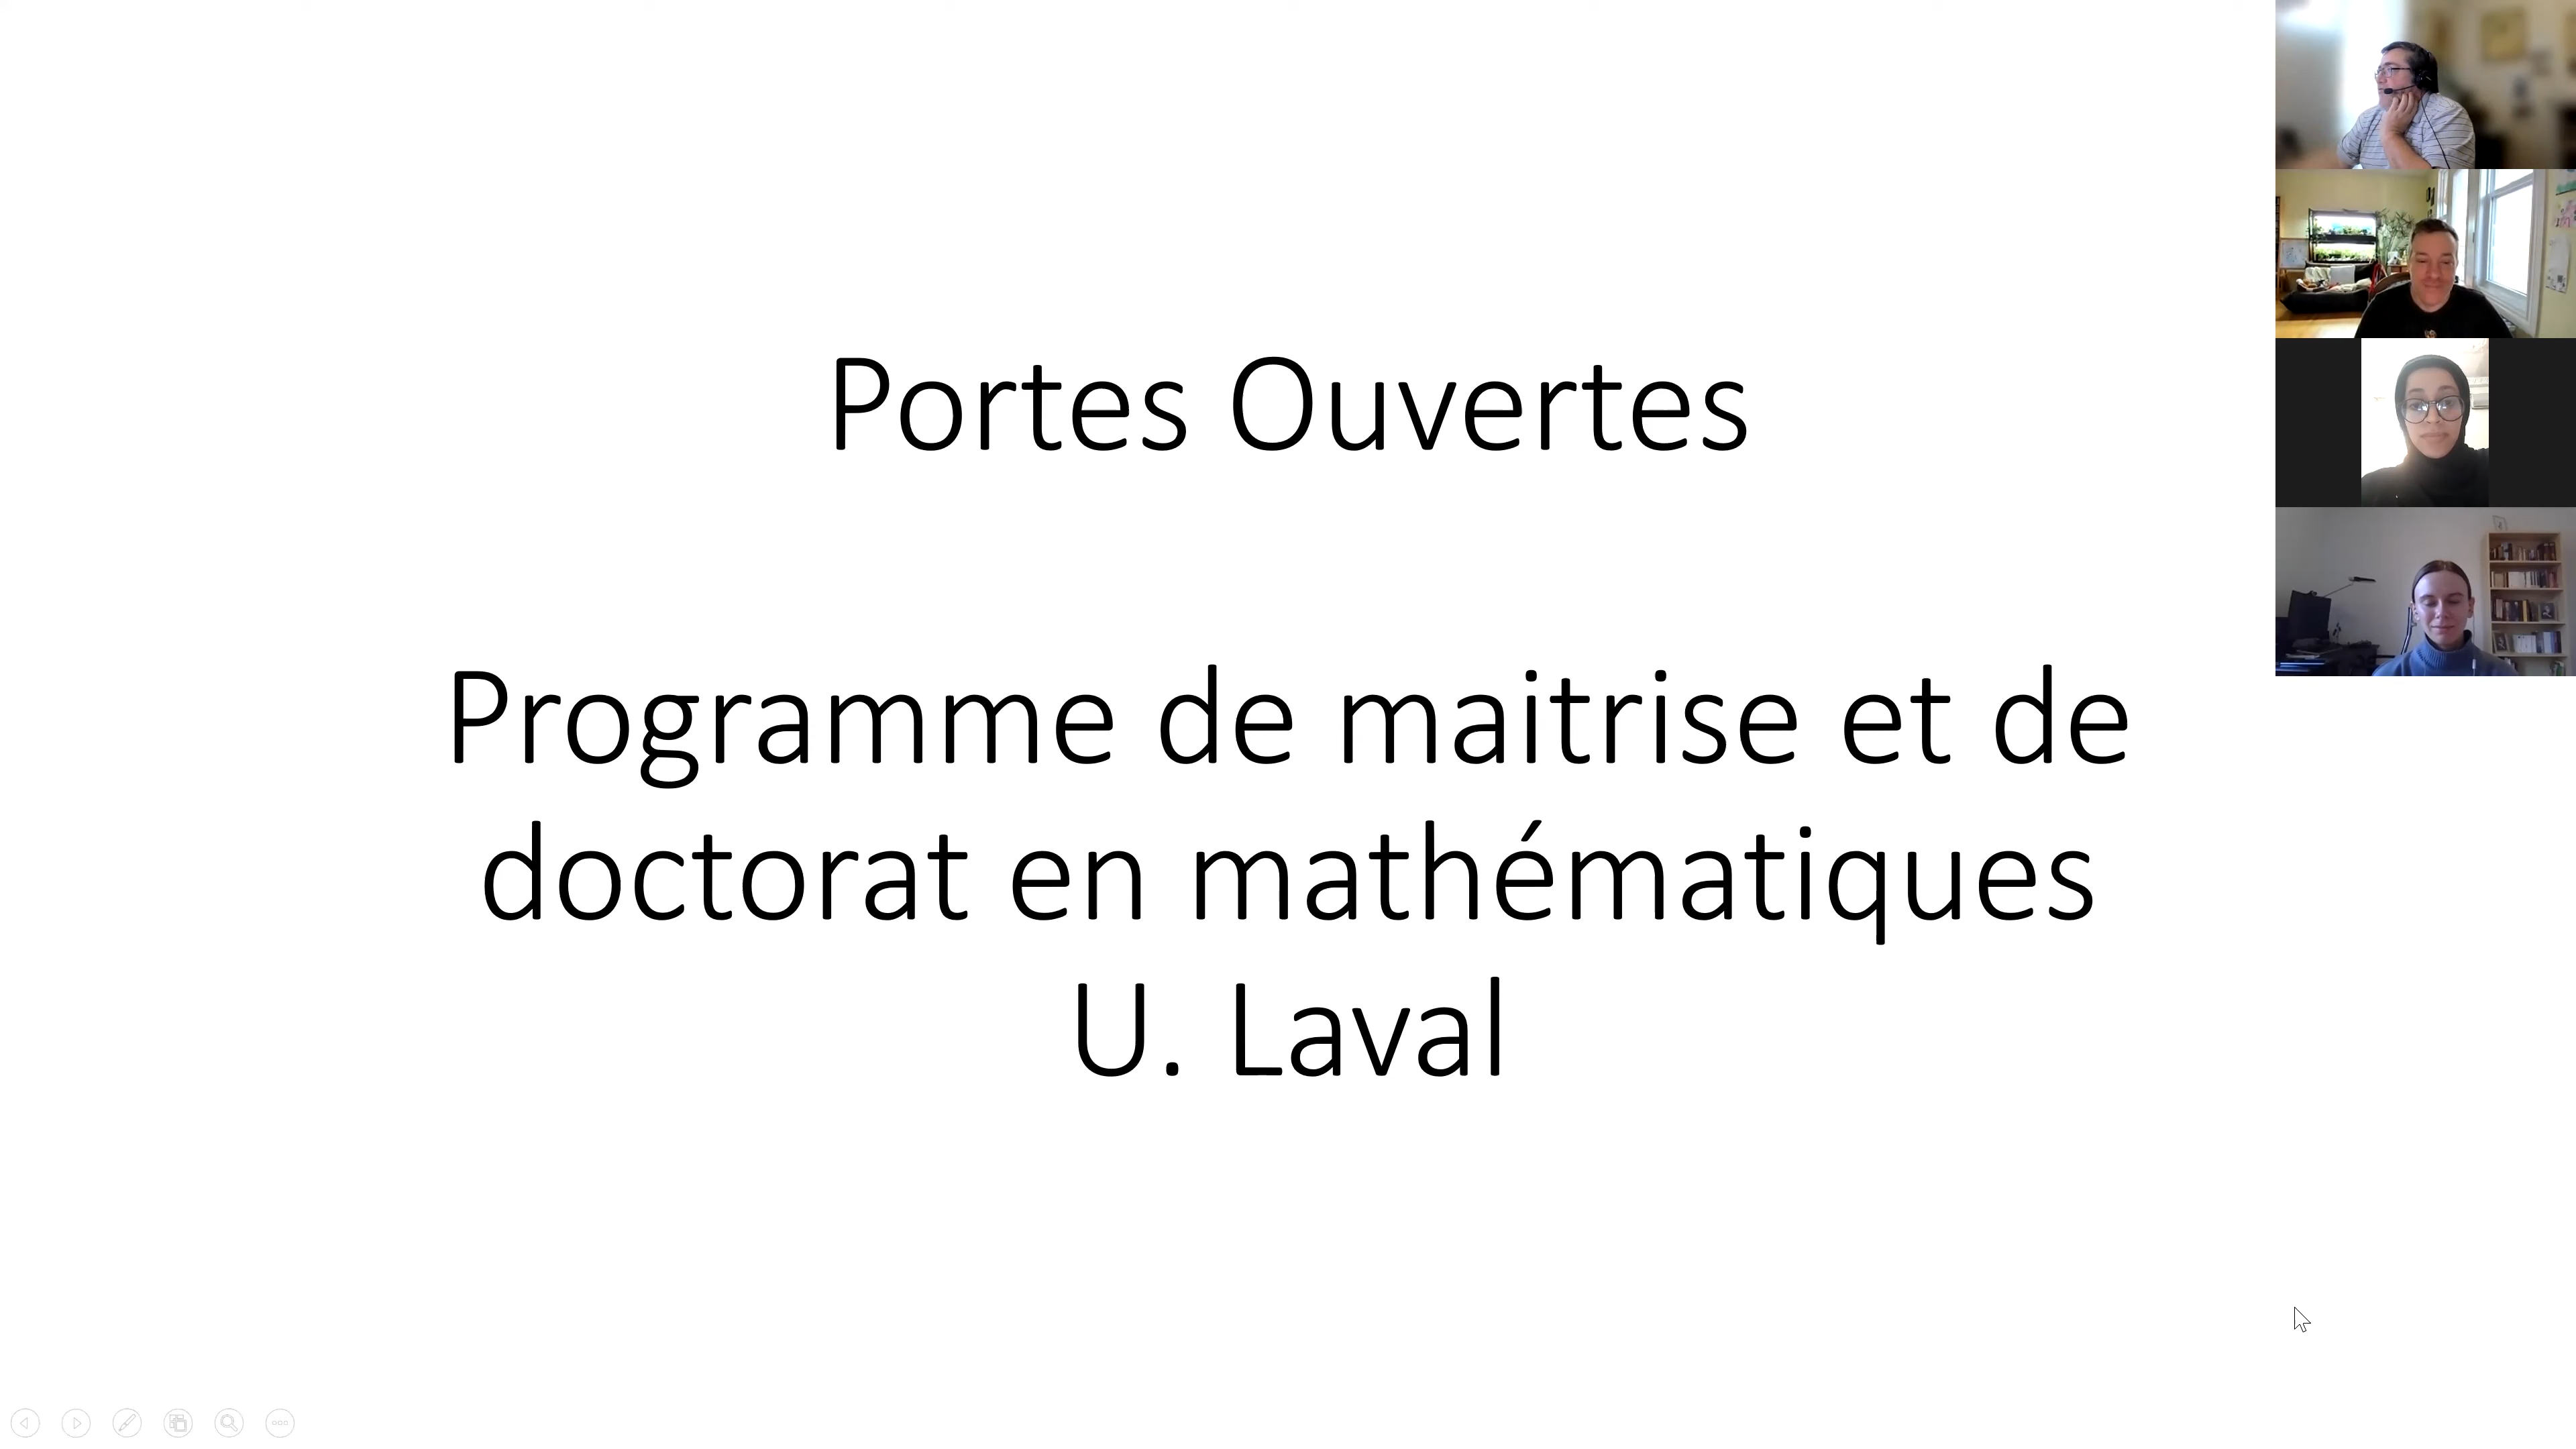 Portes Ouvertes
Programme de maitrise et de
doctorat en mathématiques
U. Laval